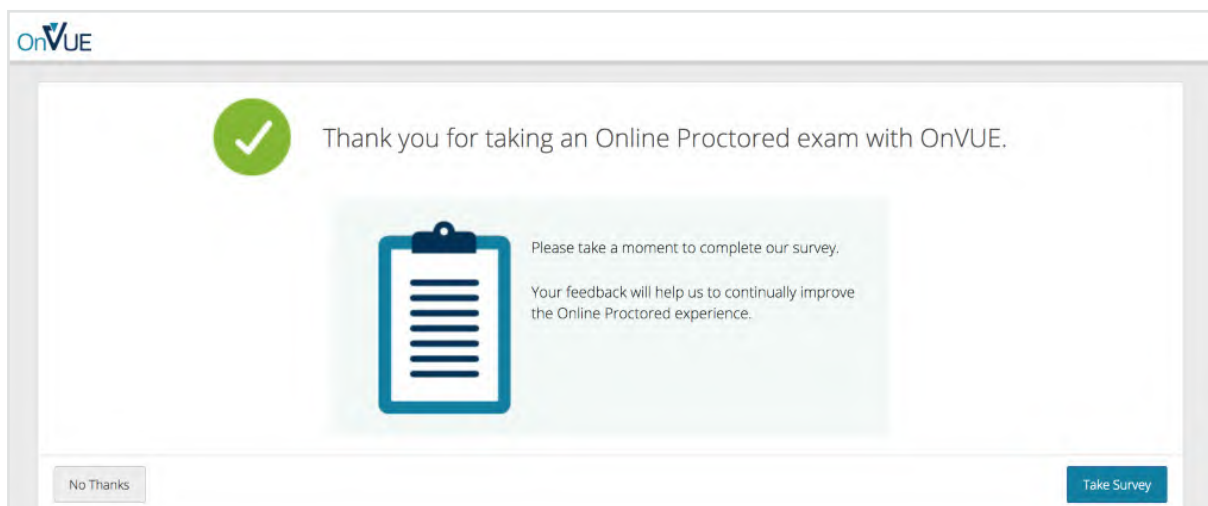 OnVUE
Thank you for taking an Online Proctored exam with OnVUE.
Please take a moment to complete our survey.
Your feedback will help us to continually improve
the Online Proctored experience.
No Thanks
Take Survey